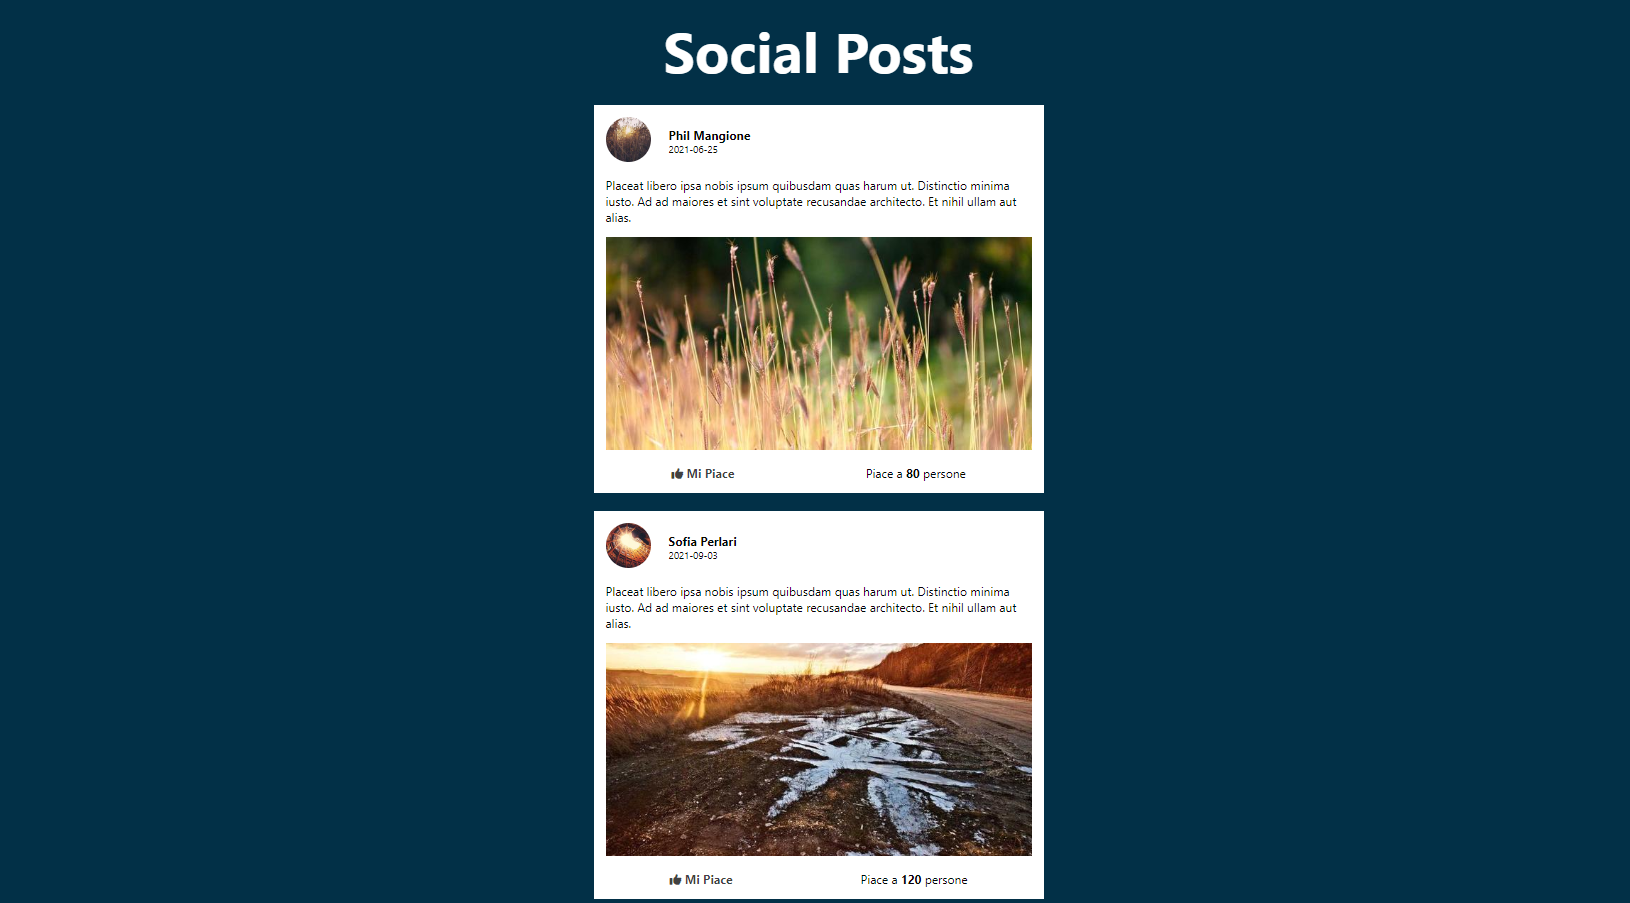 Social Posts
Phil Mangione
2021-06-25
Placeat libero ipsa nobis ipsum quibusdam quas harum ut. Distinctio minima
iusto. Ad ad maiores et sint voluptate recusandae architecto. Et nihil ullam aut
alias.
Mi Piace
Piace a 80 persone
Sofia Perlari
2021-09-03
Placeat libero ipsa nobis ipsum quibusdam quas harum ut. Distinctio minima
iusto. Ad ad maiores et sint voluptate recusandae architecto. Et nihil ullam aut
alias.
Mi Piace
Piace a 120 persone